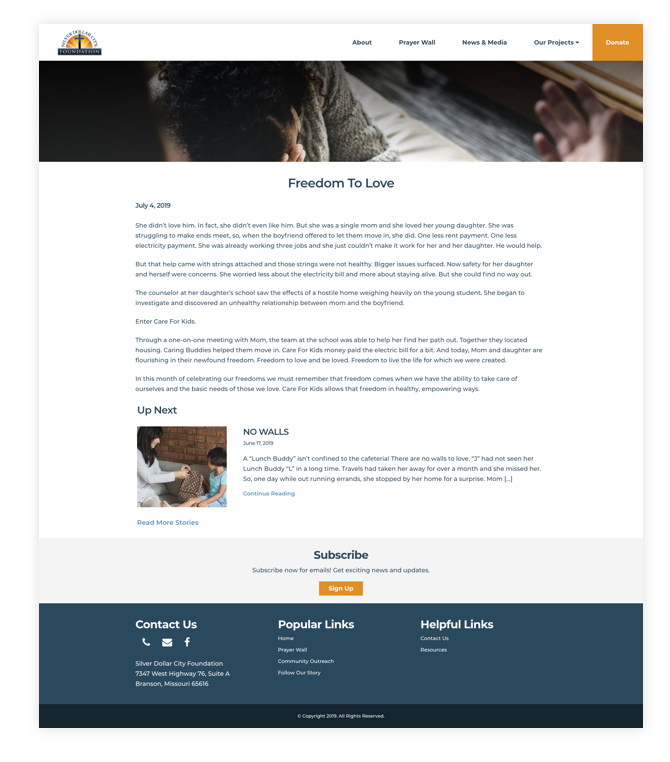 SILVER DOLLAR CITY
FOUNDATION
About
Prayer Wall
News & Media
Our Projects
Donate
Freedom To Love
July 4, 2019
She didn't love him. In fact, she didn't even like him. But she was a single mom and she loved her young daughter. She was
struggling to make ends meet, so, when the boyfriend offered to let them move in, she did. One less rent payment. One less
electricity payment. She was already working three jobs and she just couldn't make it work for her and her daughter. He would help.
But that help came with strings attached and those strings were not healthy. Bigger issues surfaced. Now safety for her daughter
and herself were concerns. She worried less about the electricity bill and more about staying alive. But she could find no way out.
The counselor at her daughter's school saw the effects of a hostile home weighing heavily on the young student. She began to
investigate and discovered an unhealthy relationship between mom and the boyfriend.
Enter Care For Kids.
Through a one-on-one meeting with Mom, the team at the school was able to help her find her path out. Together they located
housing. Caring Buddies helped them move in. Care For Kids money paid the electric bill for a bit. And today, Mom and daughter are
flourishing in their newfound freedom. Freedom to love and be loved. Freedom to live the life for which we were created.
In this month of celebrating our freedoms we must remember that freedom comes when we have the ability to take care of
ourselves and the basic needs of those we love. Care For Kids allows that freedom in healthy, empowering ways.
Up Next
NO WALLS
June 17, 2019
A "Lunch Buddy" isn't confined to the cafeteria! There are no walls to love. "J" had not seen her
Lunch Buddy "L" in a long time. Travels had taken her away for over a month and she missed her.
So, one day while out running errands, she stopped by her home for a surprise. Mom [...]
Continue Reading
Read More Stories
Subscribe
Subscribe now for emails! Get exciting news and updates.
Sign Up
Contact Us
Silver Dollar City Foundation
7347 West Highway 76, Suite A
Branson, Missouri 65616
Popular Links
Home
Prayer Wall
Community Outreach
Follow Our Story
Helpful Links
Contact Us
Resources
© Copyright 2019. All Rights Reserved.